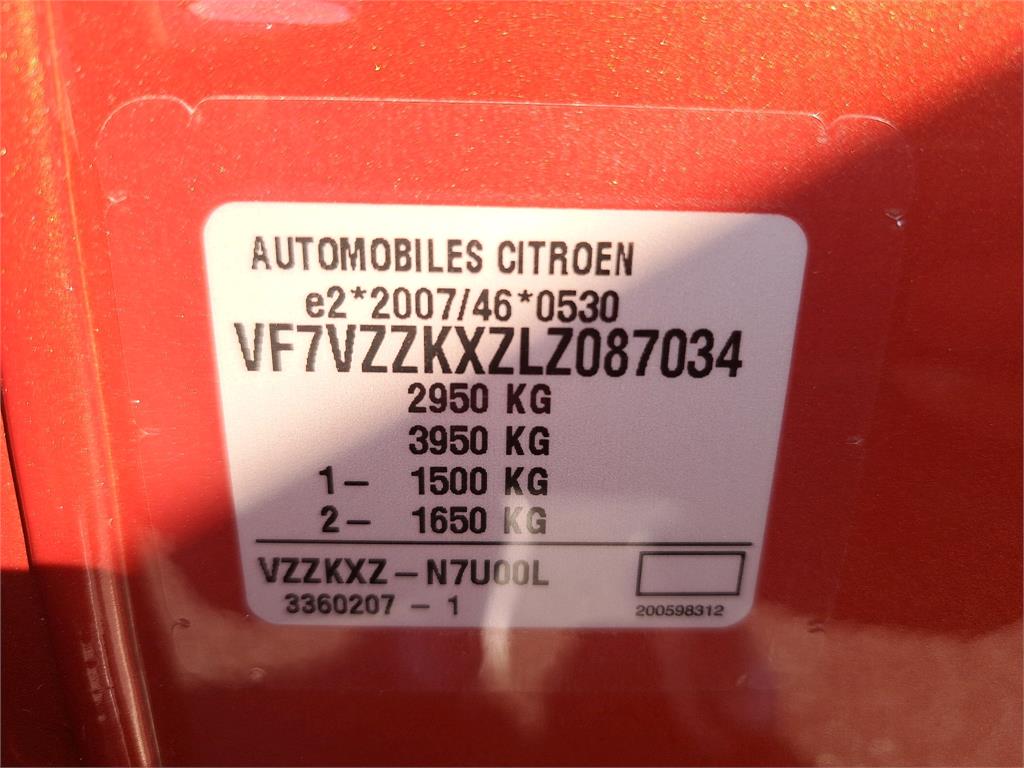 AUTOMOBILES CITROEN
e2*2007/46*0530
VF7VZZKXZLZ087034
2950 KG
3950 KG
1- 1500 KG
2- 1650 KG
VZZKXZ-N7U00L
3360207 - 1
200598312